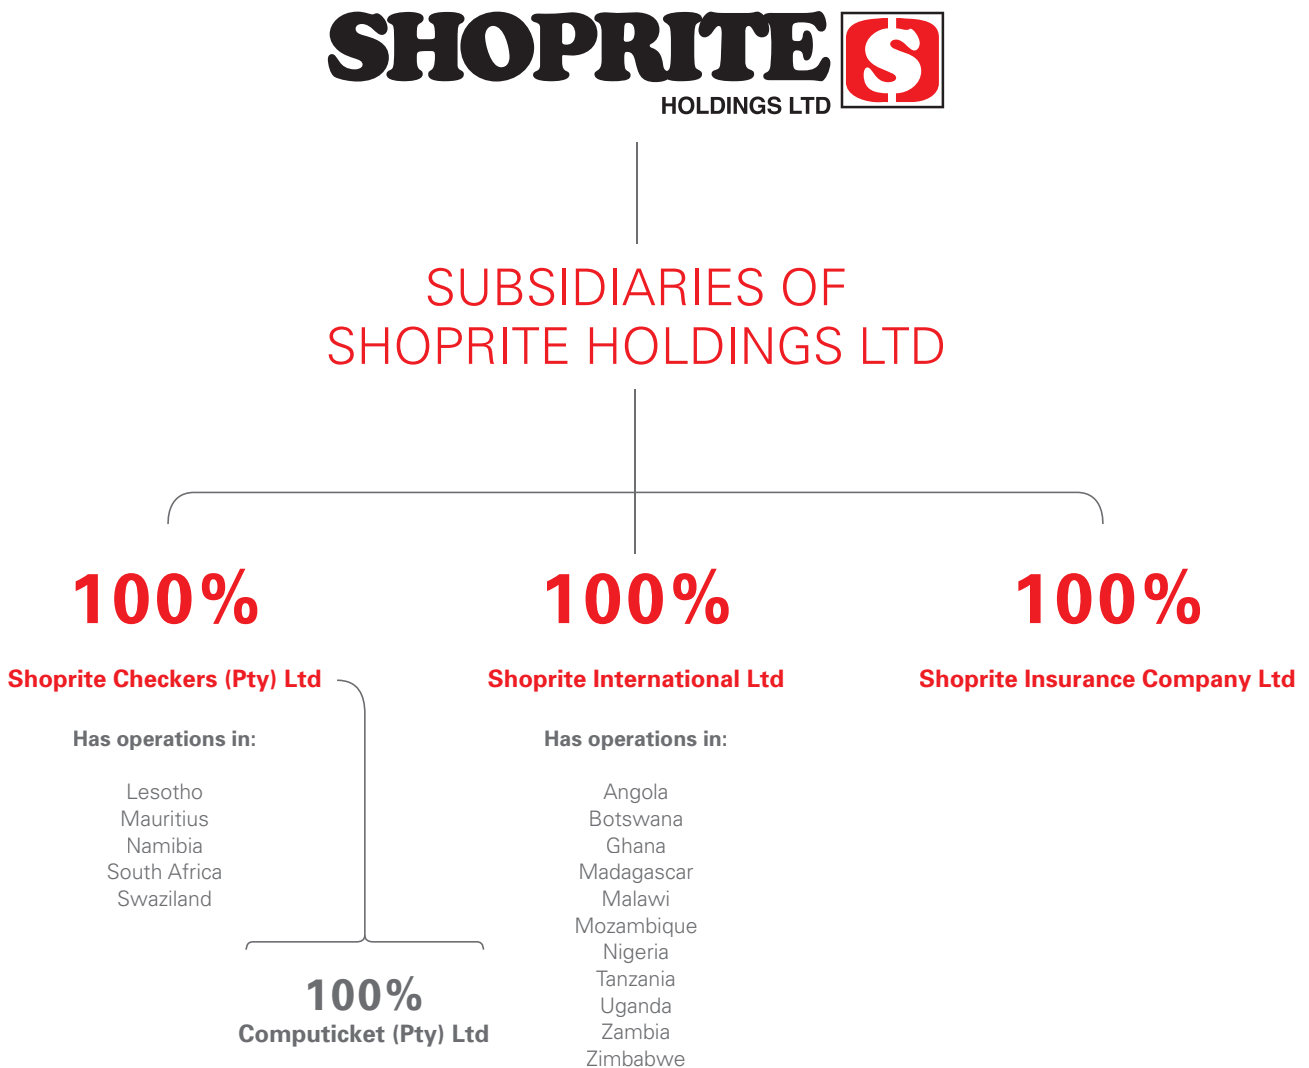 SHOPRITE
HOLDINGS LTD
SUBSIDIARIES OF
SHOPRITE HOLDINGS LTD
100%
Shoprite Checkers (Pty) Ltd
Has operations in:
Lesotho
Mauritius
Namibia
South Africa
Swaziland
100%
Computicket (Pty) Ltd
100%
Shoprite International Ltd
Has operations in:
Angola
Botswana
Ghana
Madagascar
Malawi
Mozambique
Nigeria
Tanzania
Uganda
Zambia
Zimbabwe
100%
Shoprite Insurance Company Ltd